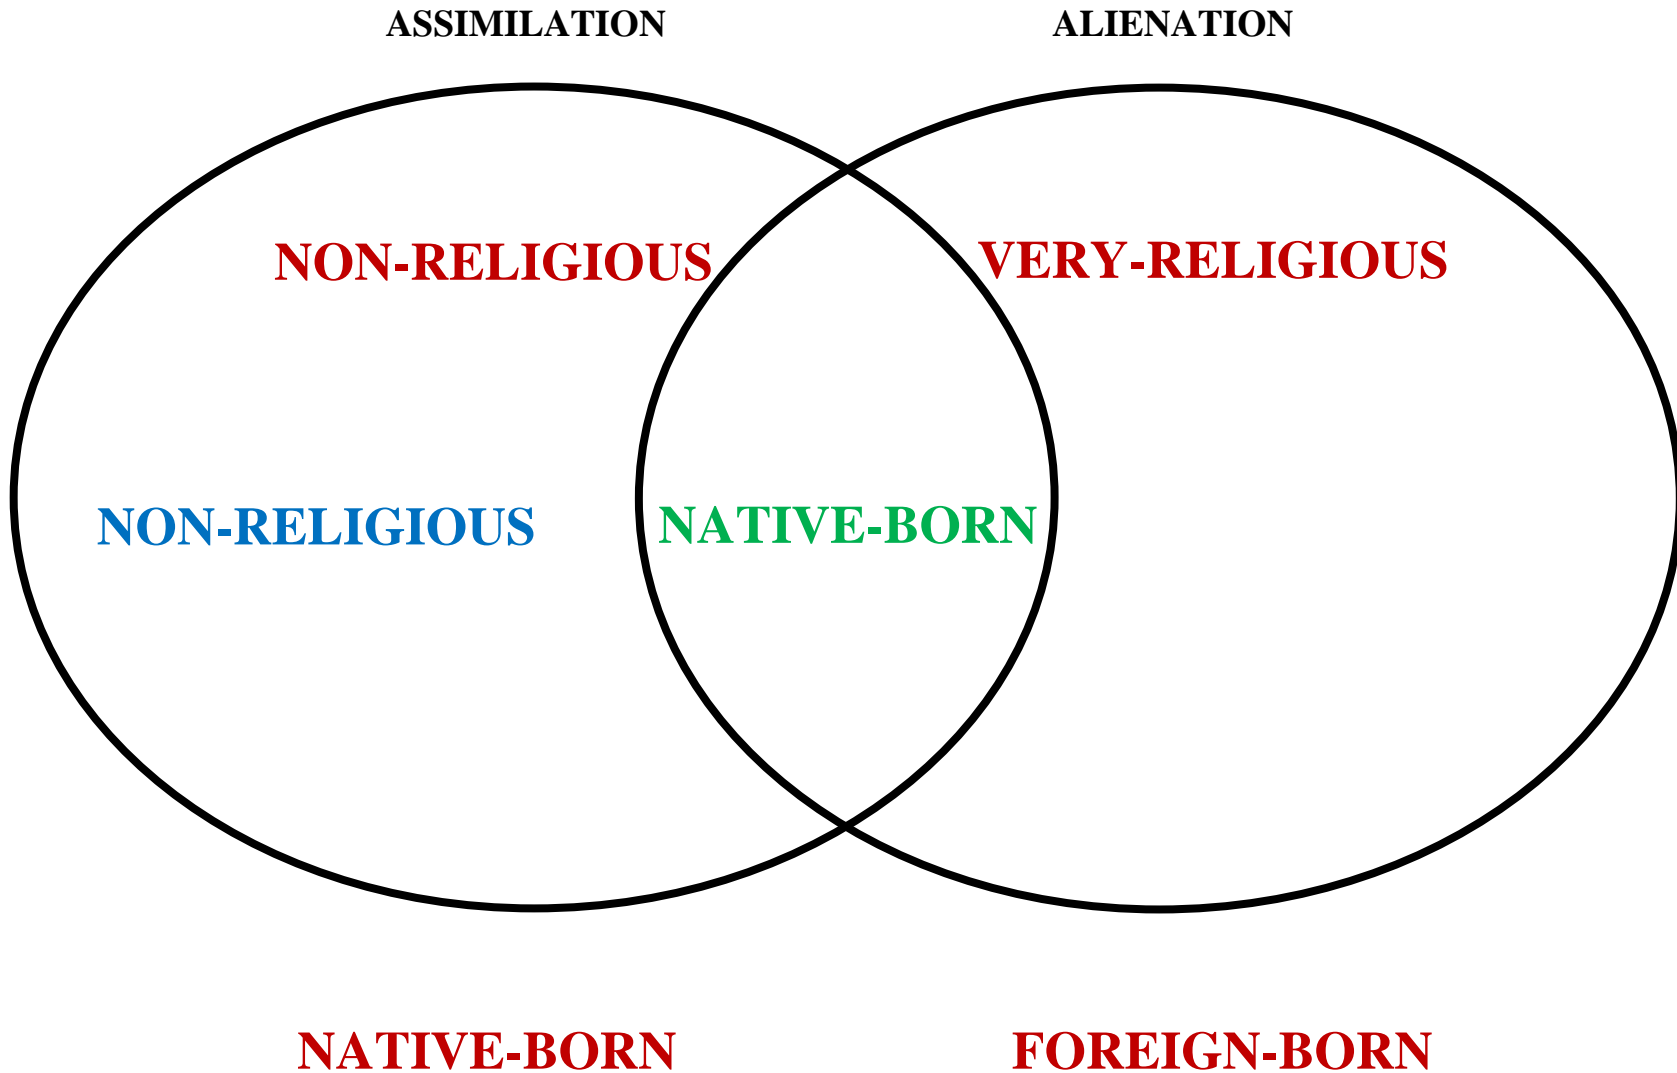 ASSIMILATION
ALIENATION
NON-RELIGIOUS
VERY-RELIGIOUS
NON-RELIGIOUS
NATIVE-BORN
NATIVE-BORN
FOREIGN-BORN